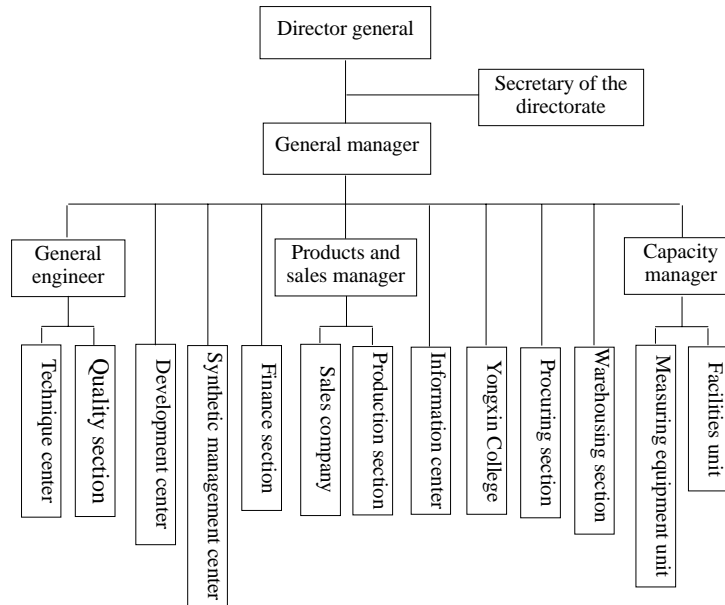 Director general
Secretary of the
directorate
General manager
General
engineer
Products and
sales manager
Capacity
manager
Technique center
Quality section
Development center
Synthetic management center
Finance section
Sales company
Production section
Information center
Yongxin College
Procuring section
Warehousing section
Measuring equipment unit
Facilities unit